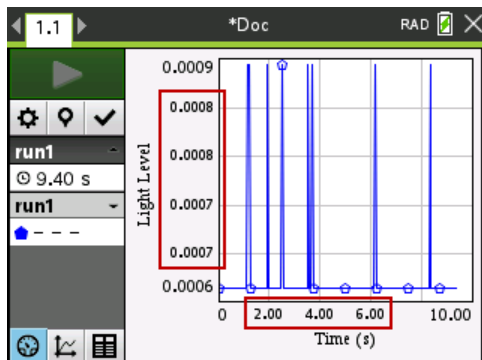 1.1
*Doc
RAD
run1
9.40 s
run1
Light Level
0.0009
0.0008
0.0008
0.0007
0.0007
0.0006
0 2.00 4.00 6.00 10.00
Time (s)